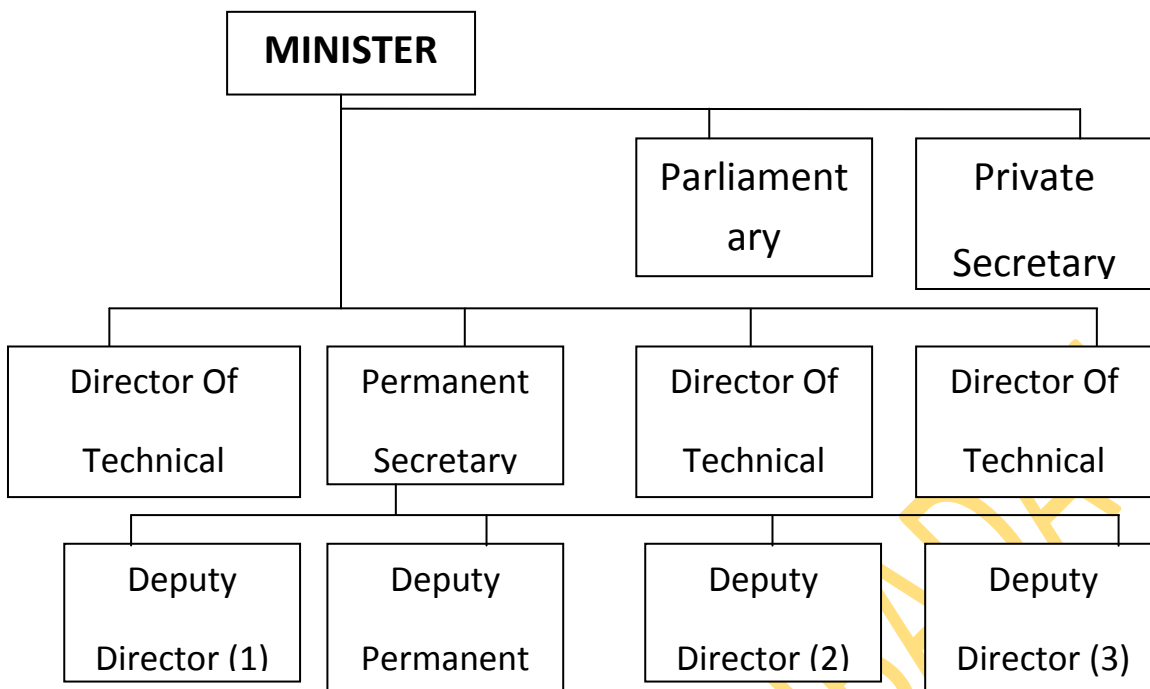 MINISTER
Parliament
ary
Private
Secretary
Director Of
Technical
Permanent
Secretary
Director Of
Technical
Director Of
Technical
Deputy
Director (1)
Deputy
Permanent
Deputy
Director (2)
Deputy
Director (3)